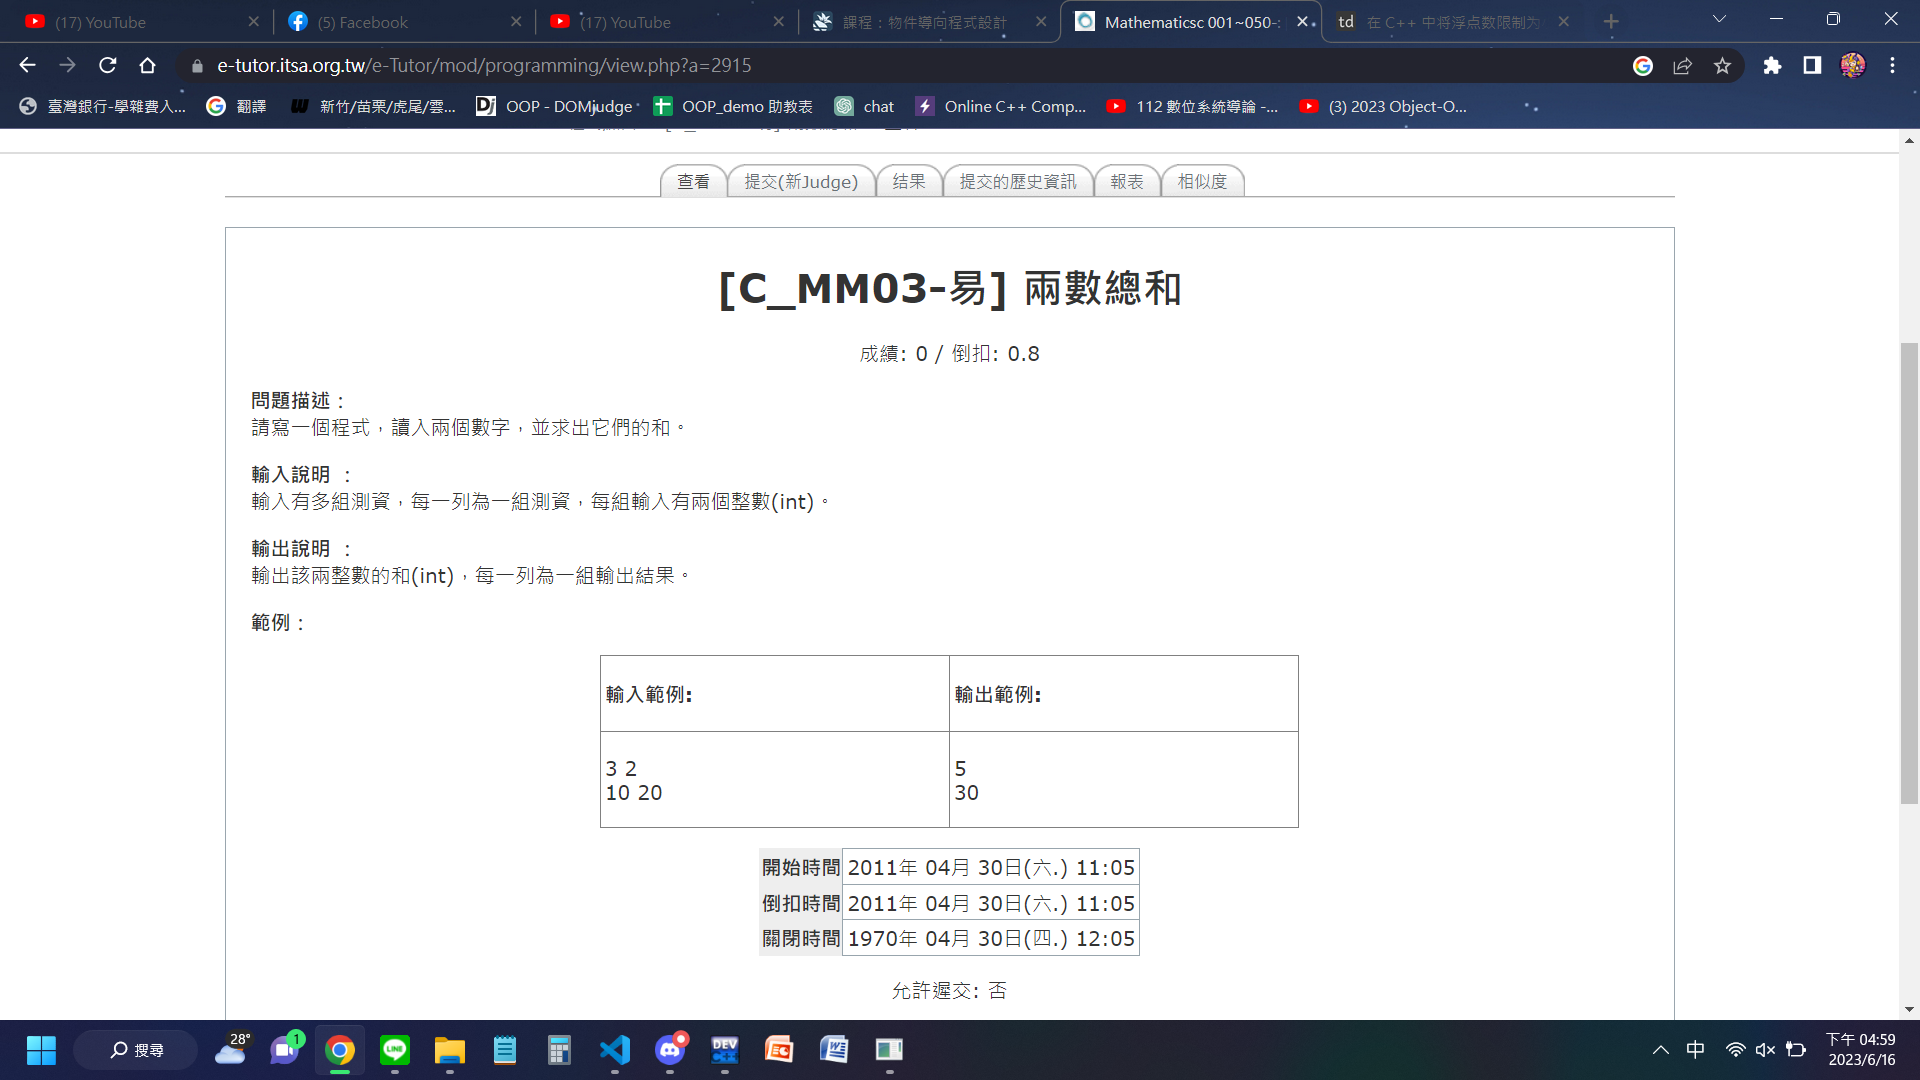 (17) YouTube
(5) Facebook
(17) YouTube
課程：物件導向程式設計
Mathematicsc 001~050-
td 在 C++ 中将浮点数限制为
e-tutor.itsa.org.tw/e-Tutor/mod/programming/view.php?a=2915
臺灣銀行-學雜費入...
翻譯
新竹/苗栗/虎尾/雲...
OOP - DOMjudge
OOP_demo 助教表
chat
Online C++ Comp...
112 數位系統導論 -...
(3) 2023 Object-O...
查看
提交(新Judge)
结果
提交的歷史資訊
報表
相似度
[C_MM03-易] 兩數總和
成績: 0 / 倒扣: 0.8
問題描述：
請寫一個程式，讀入兩個數字，並求出它們的和。
輸入說明 ：
輸入有多組測資，每一列為一組測資，每組輸入有兩個整數(int)。
輸出說明 ：
輸出該兩整數的和(int)，每一列為一組輸出結果。
範例：
輸入範例:
輸出範例:
3 2
10 20
5
30
開始時間 2011年 04月 30日(六.) 11:05
倒扣時間 2011年 04月 30日(六.) 11:05
關閉時間 1970年 04月 30日(四.) 12:05
允許遲交: 否
搜尋
28°
1
LINE
DEV C++
中
下午 04:59
2023/6/16